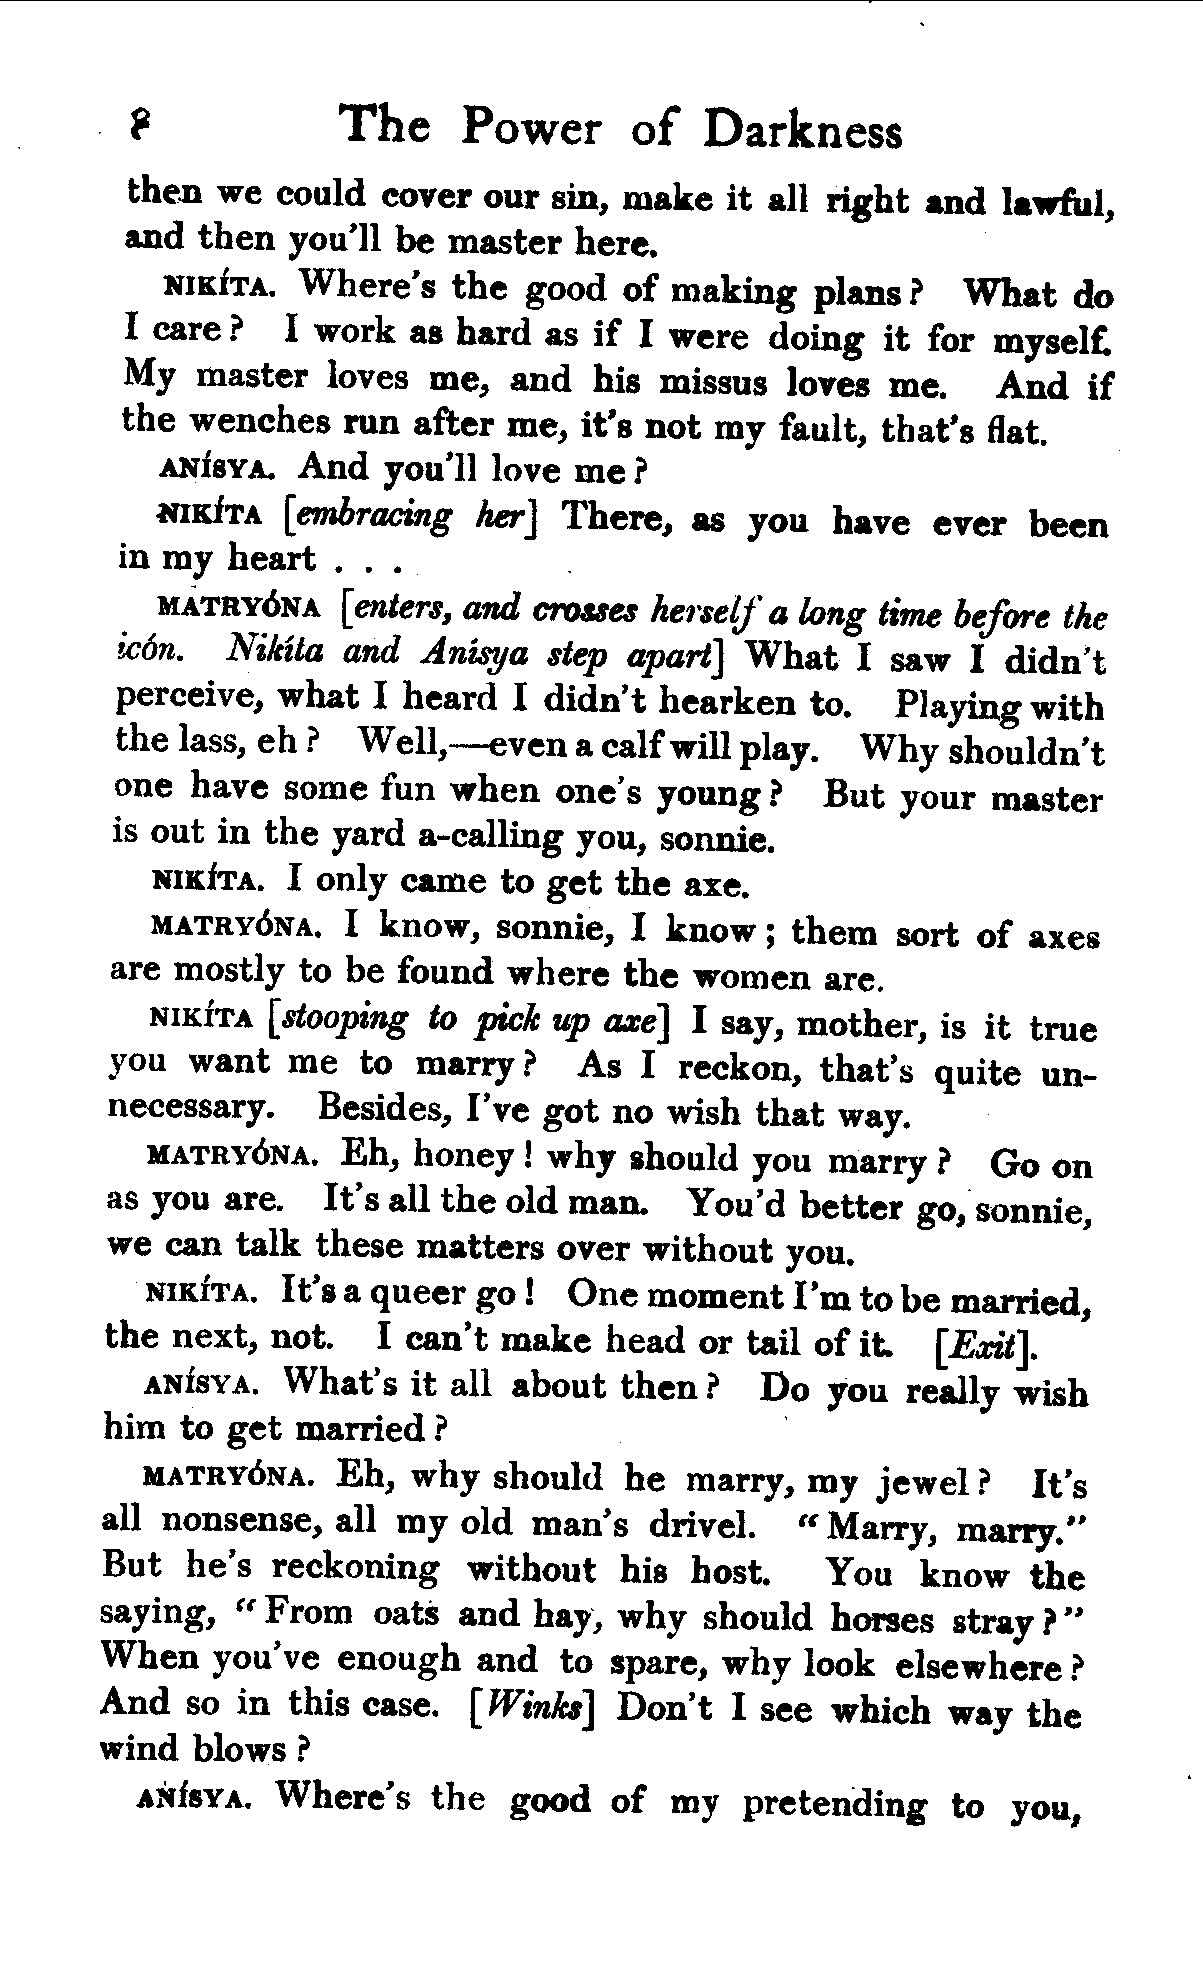 8 The Power of Darkness
then we could cover our sin, make it all right and lawful,
and then you'll be master here.
NIKÍTA. Where's the good of making plans? What do
I care? I work as hard as if I were doing it for myself.
My master loves me, and his missus loves me. And if
the wenches run after me, it's not my fault, that's flat.
ANÍSYA. And you'll love me?
NIKÍTA [embracing her] There, as you have ever been
in my heart . . .
MATRYÓNA [enters, and crosses herself a long time before the
icón. Nikíta and Anísya step apart] What I saw I didn't
perceive, what I heard I didn't hearken to. Playing with
the lass, eh? Well,—even a calf will play. Why shouldn't
one have some fun when one's young? But your master
is out in the yard a-calling you, sonnie.
NIKÍTA. I only came to get the axe.
MATRYÓNA. I know, sonnie, I know; them sort of axes
are mostly to be found where the women are.
NIKÍTA [stooping to pick up axe] I say, mother, is it true
you want me to marry? As I reckon, that's quite un-
necessary. Besides, I've got no wish that way.
MATRYÓNA. Eh, honey! why should you marry? Go on
as you are. It's all the old man. You'd better go, sonnie,
we can talk these matters over without you.
NIKÍTA. It's a queer go! One moment I'm to be married,
the next, not. I can't make head or tail of it. [Exit].
ANÍSYA. What's it all about then? Do you really wish
him to get married?
MATRYÓNA. Eh, why should he marry, my jewel? It's
all nonsense, all my old man's drivel. "Marry, marry."
But he's reckoning without his host. You know the
saying, "From oats and hay, why should horses stray?"
When you've enough and to spare, why look elsewhere?
And so in this case. [Winks] Don't I see which way the
wind blows?
ANÍSYA. Where's the good of my pretending to you,